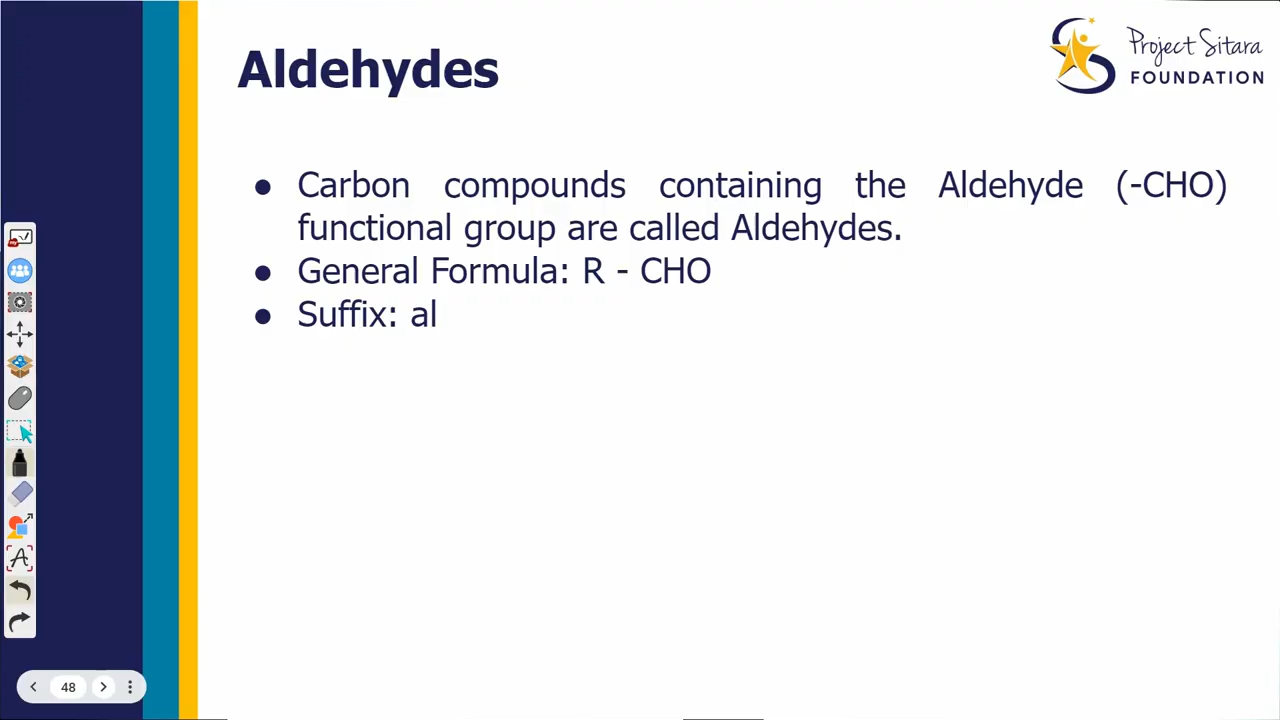 Aldehydes
Project Sitara
FOUNDATION
● Carbon compounds containing the Aldehyde (-CHO)
functional group are called Aldehydes.
● General Formula: R - CHO
● Suffix: al
48